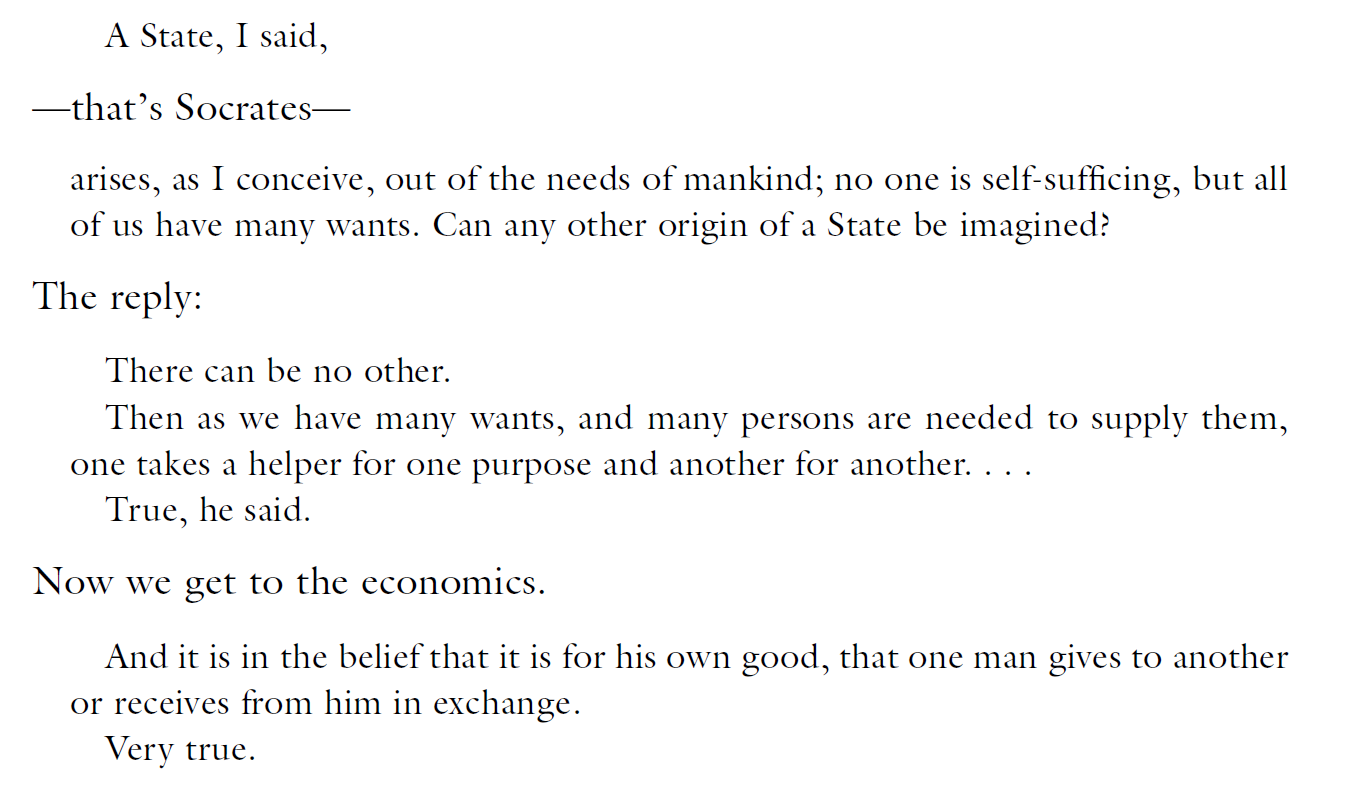 A State, I said,
—that’s Socrates—
arises, as I conceive, out of the needs of mankind; no one is self-sufficing, but all
of us have many wants. Can any other origin of a State be imagined?
The reply:
There can be no other.
Then as we have many wants, and many persons are needed to supply them,
one takes a helper for one purpose and another for another. . . .
True, he said.
Now we get to the economics.
And it is in the belief that it is for his own good, that one man gives to another
or receives from him in exchange.
Very true.